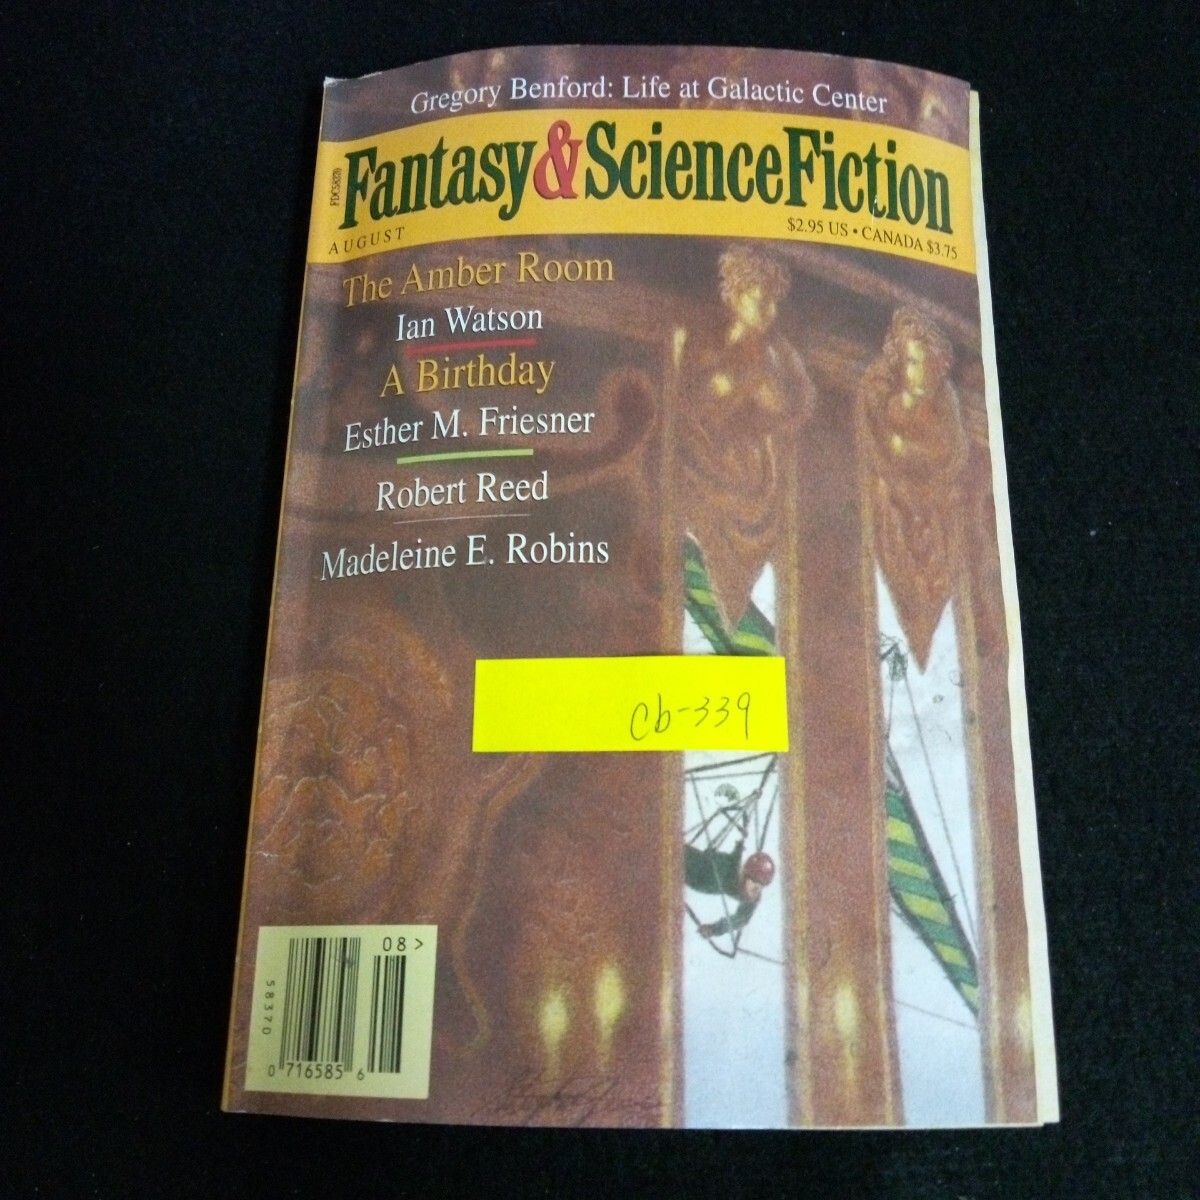 Gregory Benford: Life at Galactic Center
Fantasy&ScienceFiction
AUGUST
$2.95 US • CANADA $3.75
The Amber Room
Ian Watson
A Birthday
Esther M. Friesner
Robert Reed
Madeleine E. Robins
cb-339
08>
58370
0 716585 6